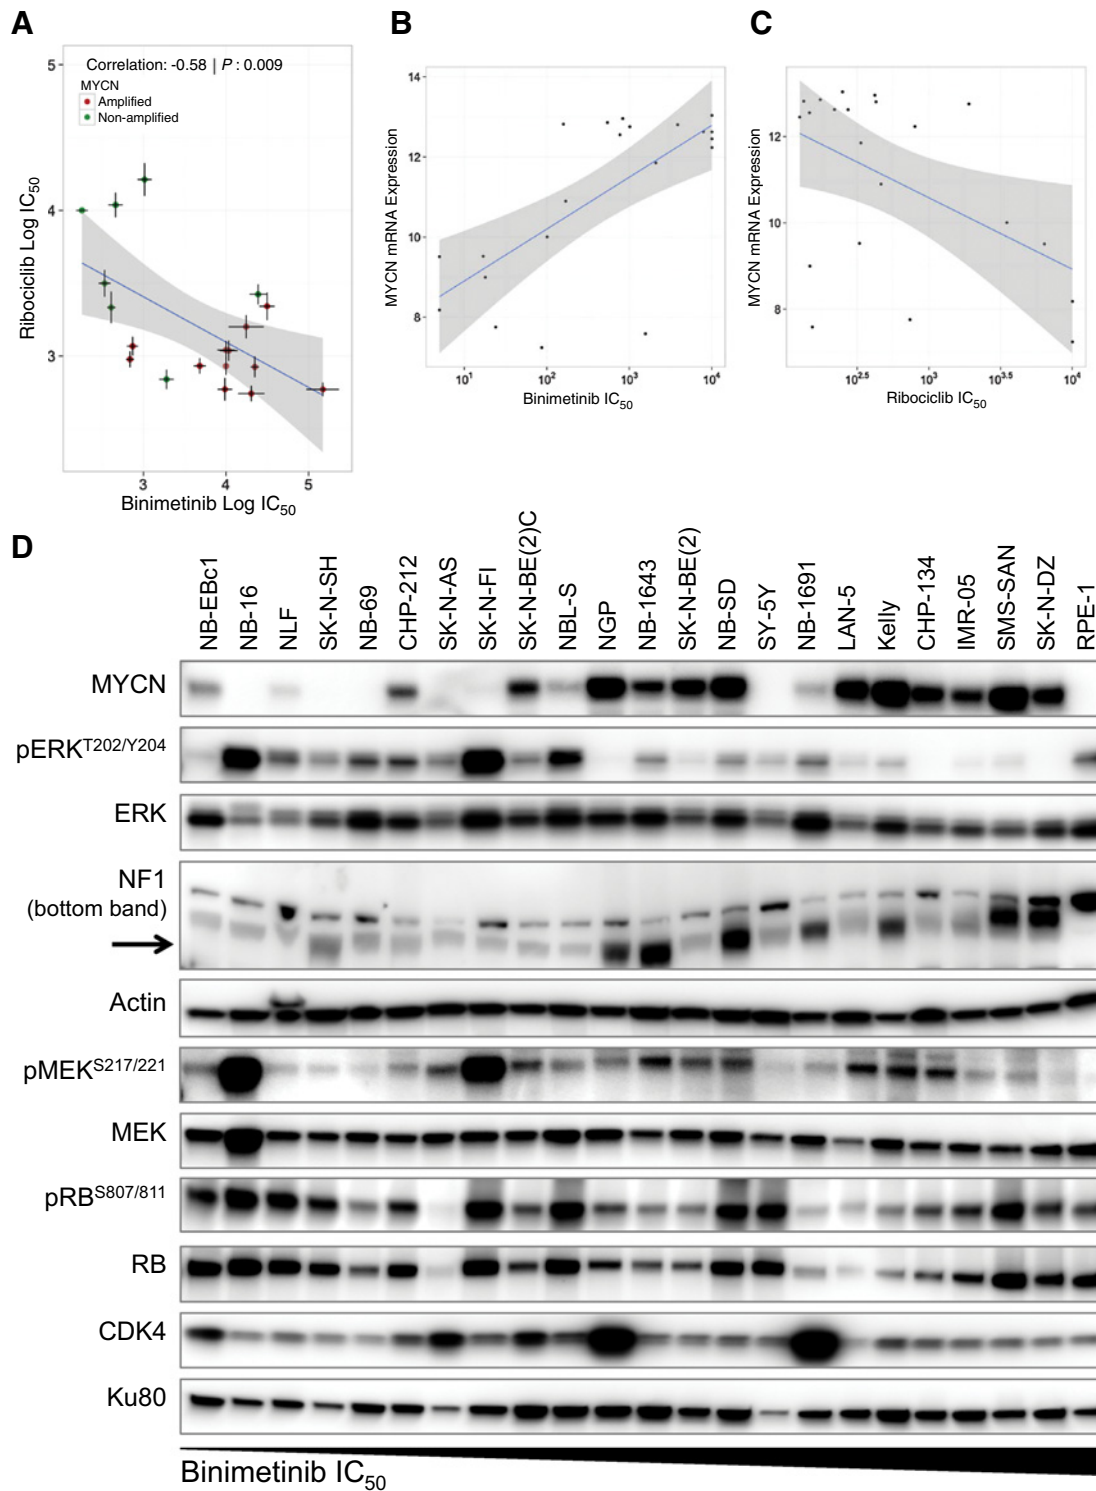 A
Correlation: -0.58 | P : 0.009
MYCN
Amplified
Non-amplified
5
4
3
Ribociclib Log IC50
3 4 5
Binimetinib Log IC50
B
14
12
10
8
MYCN mRNA Expression
10^1 10^2 10^3 10^4
Binimetinib IC50
C
12
10
8
MYCN mRNA Expression
10^2.5 10^3 10^3.5 10^4
Ribociclib IC50
D
NB-EBc1 NB-16 NLF SK-N-SH NB-69 CHP-212 SK-N-AS SK-N-FI SK-N-BE(2)C NBL-S NGP NB-1643 SK-N-BE(2) NB-SD SY-5Y NB-1691 LAN-5 Kelly CHP-134 IMR-05 SMS-SAN SK-N-DZ RPE-1
MYCN
pERK^T202/Y204
ERK
NF1
(bottom band)
Actin
pMEK^S217/221
MEK
pRB^S807/811
RB
CDK4
Ku80
Binimetinib IC50